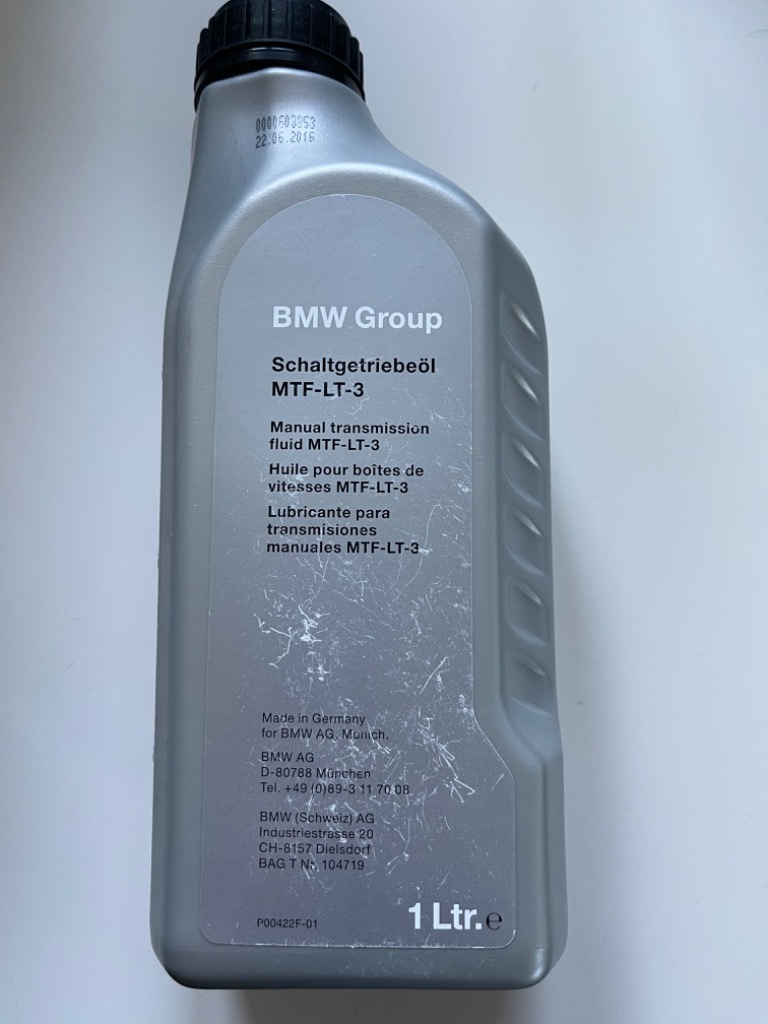 0000603853
22.06.2016
BMW Group
Schaltgetriebeöl
MTF-LT-3
Manual transmission
fluid MTF-LT-3
Huile pour boîtes de
vitesses MTF-LT-3
Lubricante para
transmisiones
manuales MTF-LT-3
Made in Germany
for BMW AG, Munich.
BMW AG
D-80788 München
Tel. +49 (0)89-3 11 70 08
BMW (Schweiz) AG
Industriestrasse 20
CH-8157 Dielsdorf
BAG T Nr. 104719
P00422F-01
1 Ltr. ℮